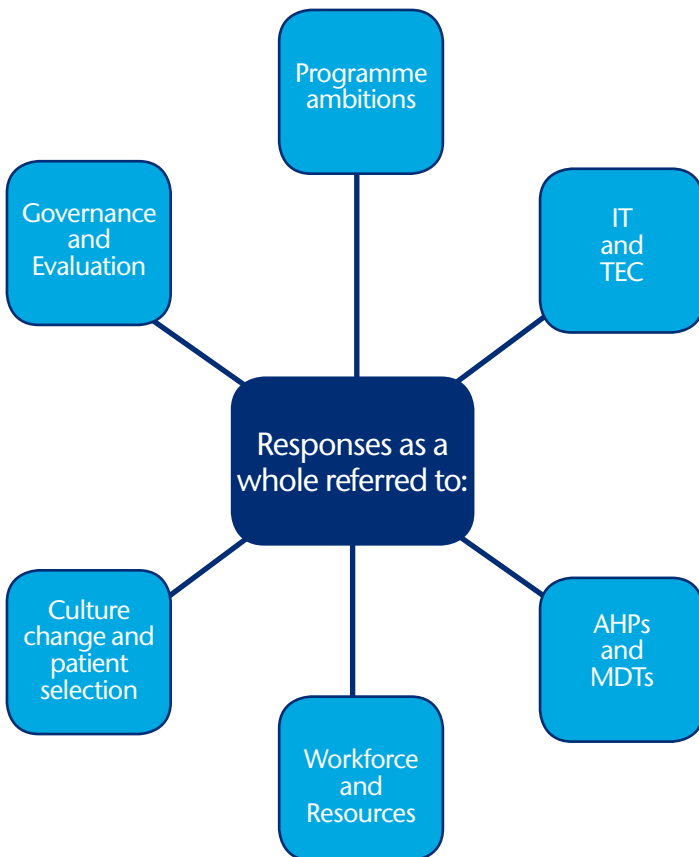 Programme
ambitions
Governance
and
Evaluation
IT
and
TEC
Responses as a
whole referred to:
Culture
change and
patient
selection
AHPs
and
MDTs
Workforce
and
Resources